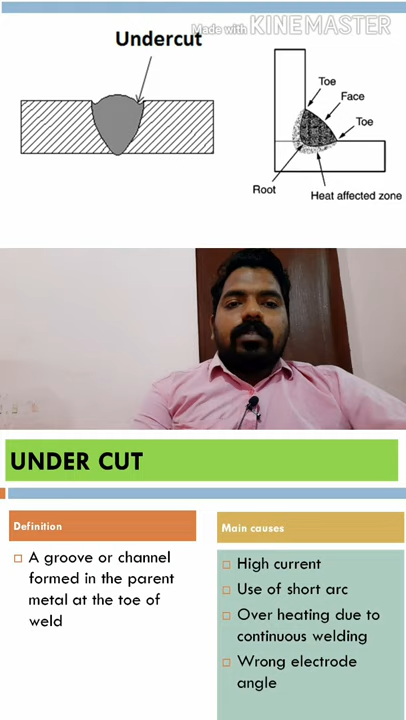 Undercut
Made with KINEMASTER
Toe
Face
Toe
Root
Heat affected zone
UNDER CUT
Definition
A groove or channel
formed in the parent
metal at the toe of
weld
Main causes
High current
Use of short arc
Over heating due to
continuous welding
Wrong electrode
angle